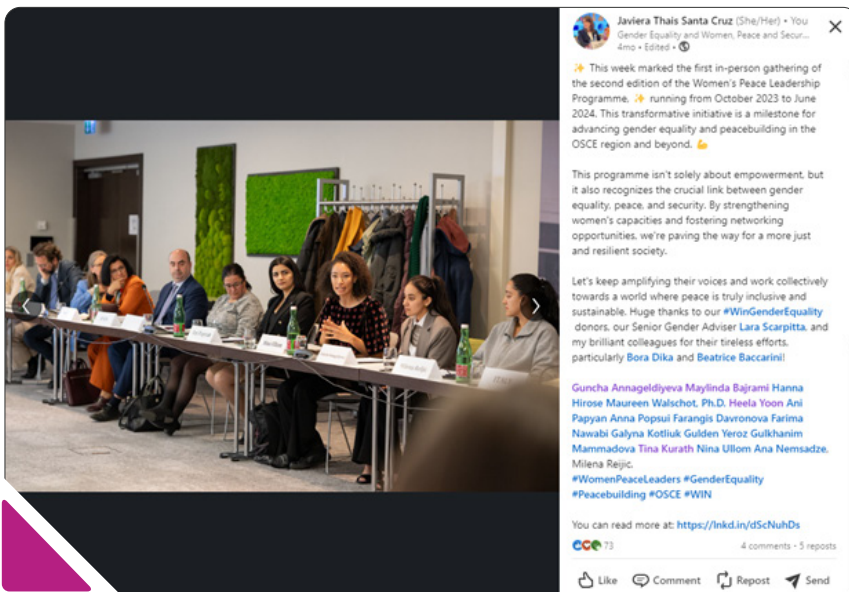 Javiera Thais Santa Cruz (She/Her) • You
Gender Equality and Women, Peace and Secur...
4mo • Edited •
✨ This week marked the first in-person gathering of
the second edition of the Women's Peace Leadership
Programme, ✨ running from October 2023 to June
2024. This transformative initiative is a milestone for
advancing gender equality and peacebuilding in the
OSCE region and beyond. 💪
This programme isn't solely about empowerment, but
it also recognizes the crucial link between gender
equality, peace, and security. By strengthening
women's capacities and fostering networking
opportunities, we're paving the way for a more just
and resilient society.
Let's keep amplifying their voices and work collectively
towards a world where peace is truly inclusive and
sustainable. Huge thanks to our #WinGenderEquality
donors, our Senior Gender Adviser Lara Scarpitta, and
my brilliant colleagues for their tireless efforts,
particularly Bora Dika and Beatrice Baccarini!
Guncha Annageldiyeva Maylinda Bajrami Hanna
Hirose Maureen Walschot, Ph.D. Heela Yoon Ani
Papyan Anna Popsui Farangis Davronova Farima
Nawabi Galyna Kotliuk Gulden Yeroz Gulkhanim
Mammadova Tina Kurath Nina Ullom Ana Nemsadze,
Milena Reijic.
#WomenPeaceLeaders #GenderEquality
#Peacebuilding #OSCE #WIN
You can read more at: https://lnkd.in/dScNuhDs
73
4 comments • 5 reposts
Like Comment Repost Send